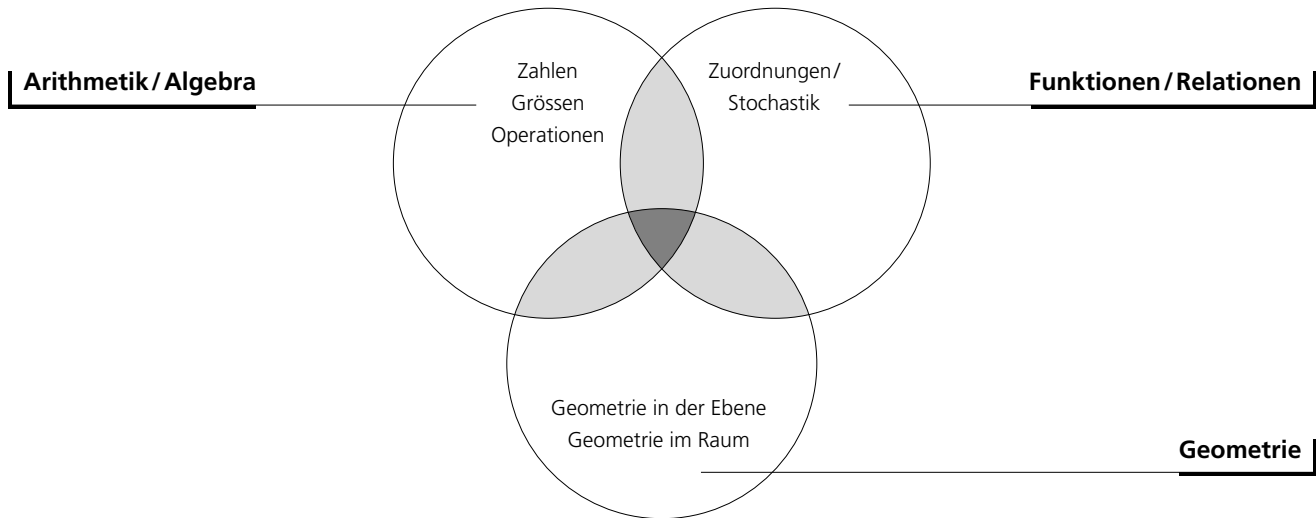 Arithmetik / Algebra
Zahlen
Grössen
Operationen
Zuordnungen /
Stochastik
Funktionen / Relationen
Geometrie in der Ebene
Geometrie im Raum
Geometrie